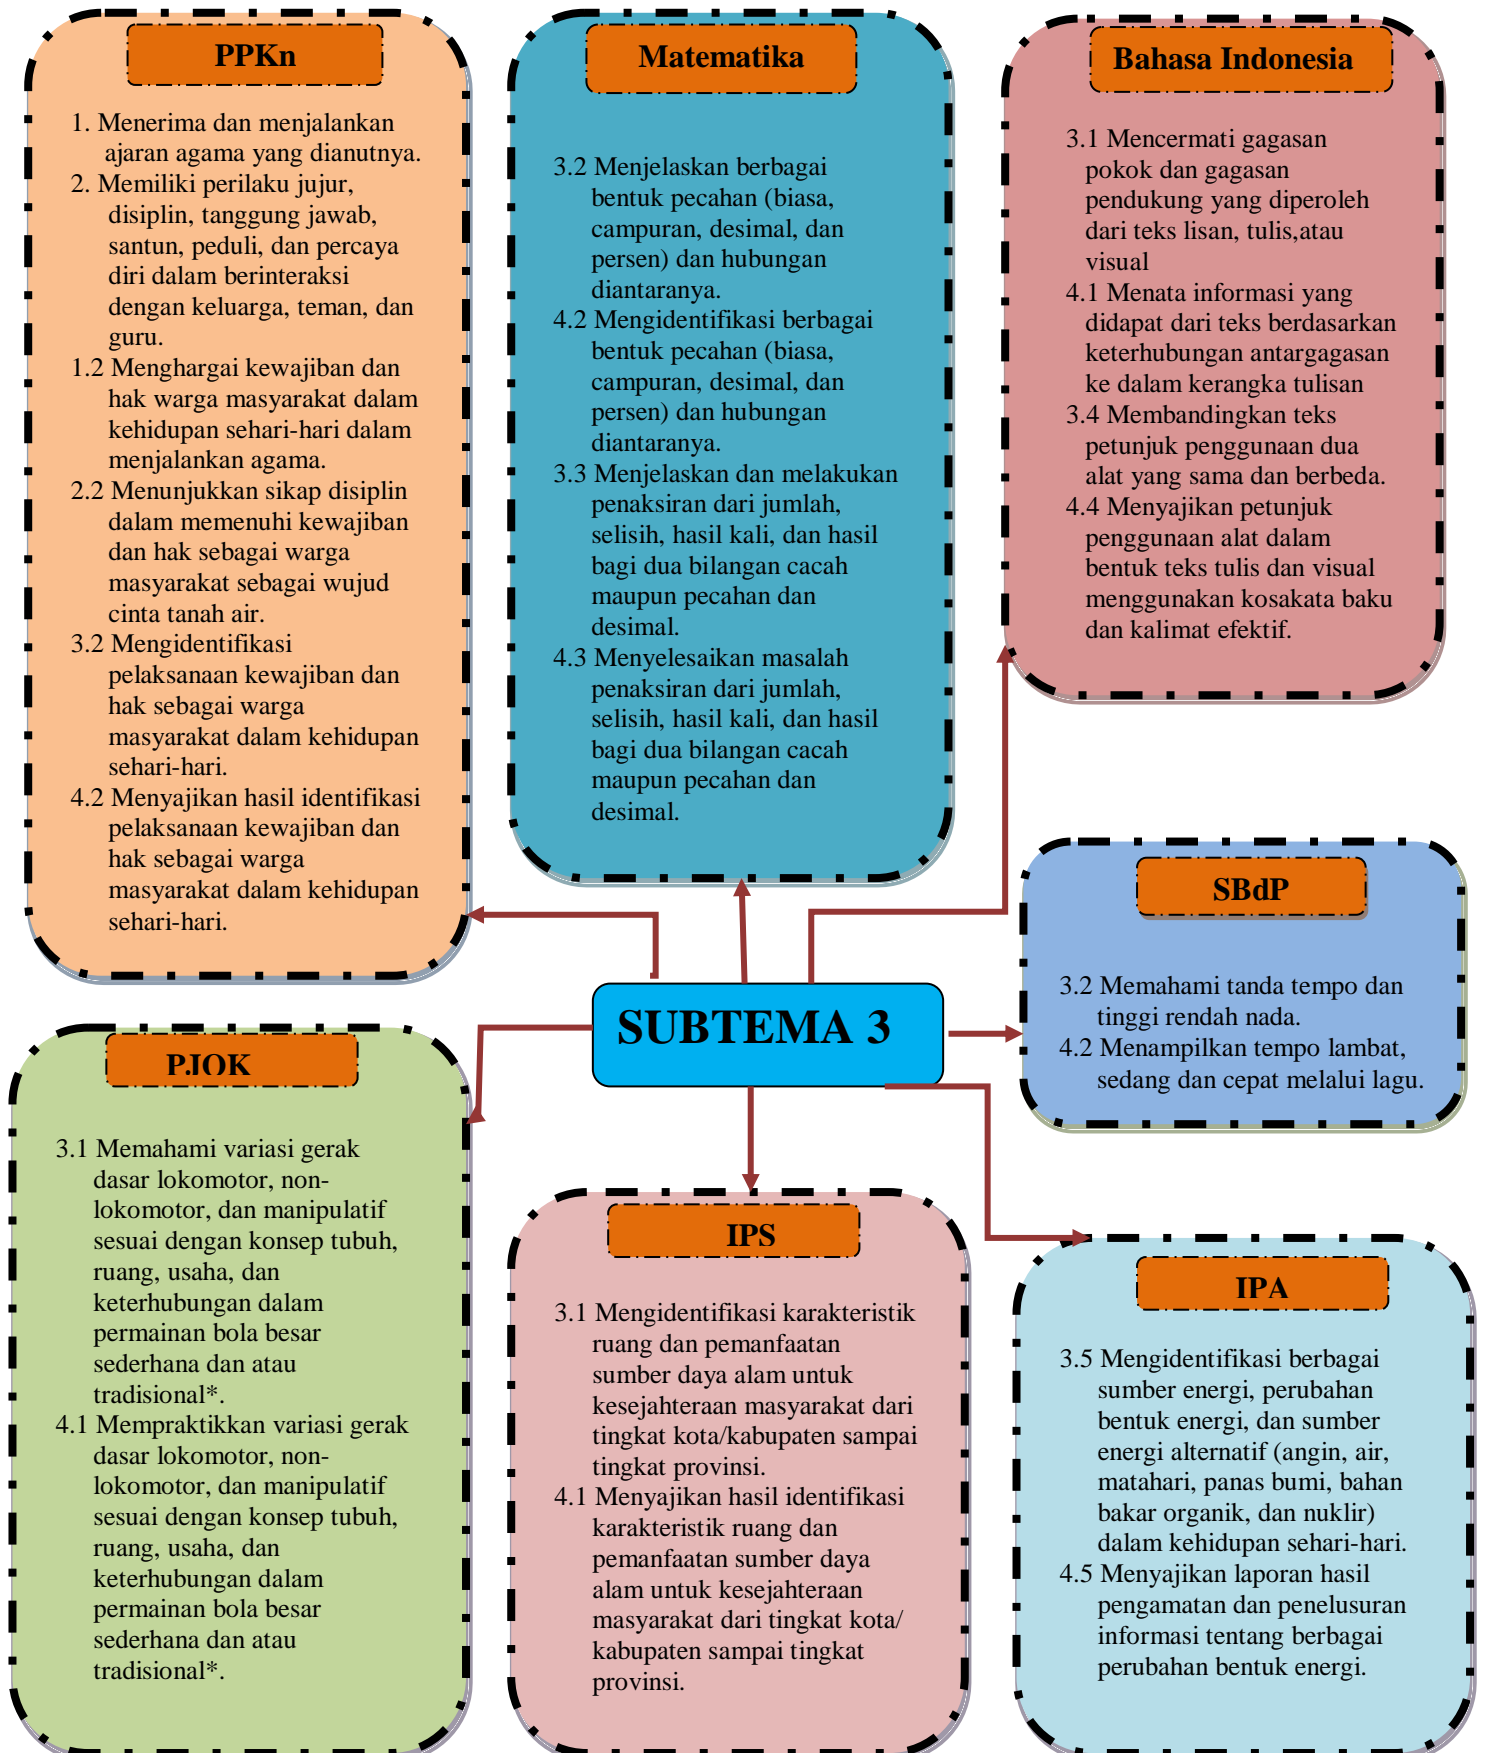 PPKn
1. Menerima dan menjalankan
ajaran agama yang dianutnya.
2. Memiliki perilaku jujur,
disiplin, tanggung jawab,
santun, peduli, dan percaya
diri dalam berinteraksi
dengan keluarga, teman, dan
guru.
1.2 Menghargai kewajiban dan
hak warga masyarakat dalam
kehidupan sehari-hari dalam
menjalankan agama.
2.2 Menunjukkan sikap disiplin
dalam memenuhi kewajiban
dan hak sebagai warga
masyarakat sebagai wujud
cinta tanah air.
3.2 Mengidentifikasi
pelaksanaan kewajiban dan
hak sebagai warga
masyarakat dalam kehidupan
sehari-hari.
4.2 Menyajikan hasil identifikasi
pelaksanaan kewajiban dan
hak sebagai warga
masyarakat dalam kehidupan
sehari-hari.
Matematika
3.2 Menjelaskan berbagai
bentuk pecahan (biasa,
campuran, desimal, dan
persen) dan hubungan
diantaranya.
4.2 Mengidentifikasi berbagai
bentuk pecahan (biasa,
campuran, desimal, dan
persen) dan hubungan
diantaranya.
3.3 Menjelaskan dan melakukan
penaksiran dari jumlah,
selisih, hasil kali, dan hasil
bagi dua bilangan cacah
maupun pecahan dan
desimal.
4.3 Menyelesaikan masalah
penaksiran dari jumlah,
selisih, hasil kali, dan hasil
bagi dua bilangan cacah
maupun pecahan dan
desimal.
Bahasa Indonesia
3.1 Mencermati gagasan
pokok dan gagasan
pendukung yang diperoleh
dari teks lisan, tulis,atau
visual
4.1 Menata informasi yang
didapat dari teks berdasarkan
keterhubungan antargagasan
ke dalam kerangka tulisan
3.4 Membandingkan teks
petunjuk penggunaan dua
alat yang sama dan berbeda.
4.4 Menyajikan petunjuk
penggunaan alat dalam
bentuk teks tulis dan visual
menggunakan kosakata baku
dan kalimat efektif.
SBdP
3.2 Memahami tanda tempo dan
tinggi rendah nada.
4.2 Menampilkan tempo lambat,
sedang dan cepat melalui lagu.
SUBTEMA 3
PJOK
3.1 Memahami variasi gerak
dasar lokomotor, non-
lokomotor, dan manipulatif
sesuai dengan konsep tubuh,
ruang, usaha, dan
keterhubungan dalam
permainan bola besar
sederhana dan atau
tradisional*.
4.1 Mempraktikkan variasi gerak
dasar lokomotor, non-
lokomotor, dan manipulatif
sesuai dengan konsep tubuh,
ruang, usaha, dan
keterhubungan dalam
permainan bola besar
sederhana dan atau
tradisional*.
IPS
3.1 Mengidentifikasi karakteristik
ruang dan pemanfaatan
sumber daya alam untuk
kesejahteraan masyarakat dari
tingkat kota/kabupaten sampai
tingkat provinsi.
4.1 Menyajikan hasil identifikasi
karakteristik ruang dan
pemanfaatan sumber daya
alam untuk kesejahteraan
masyarakat dari tingkat kota/
kabupaten sampai tingkat
provinsi.
IPA
3.5 Mengidentifikasi berbagai
sumber energi, perubahan
bentuk energi, dan sumber
energi alternatif (angin, air,
matahari, panas bumi, bahan
bakar organik, dan nuklir)
dalam kehidupan sehari-hari.
4.5 Menyajikan laporan hasil
pengamatan dan penelusuran
informasi tentang berbagai
perubahan bentuk energi.